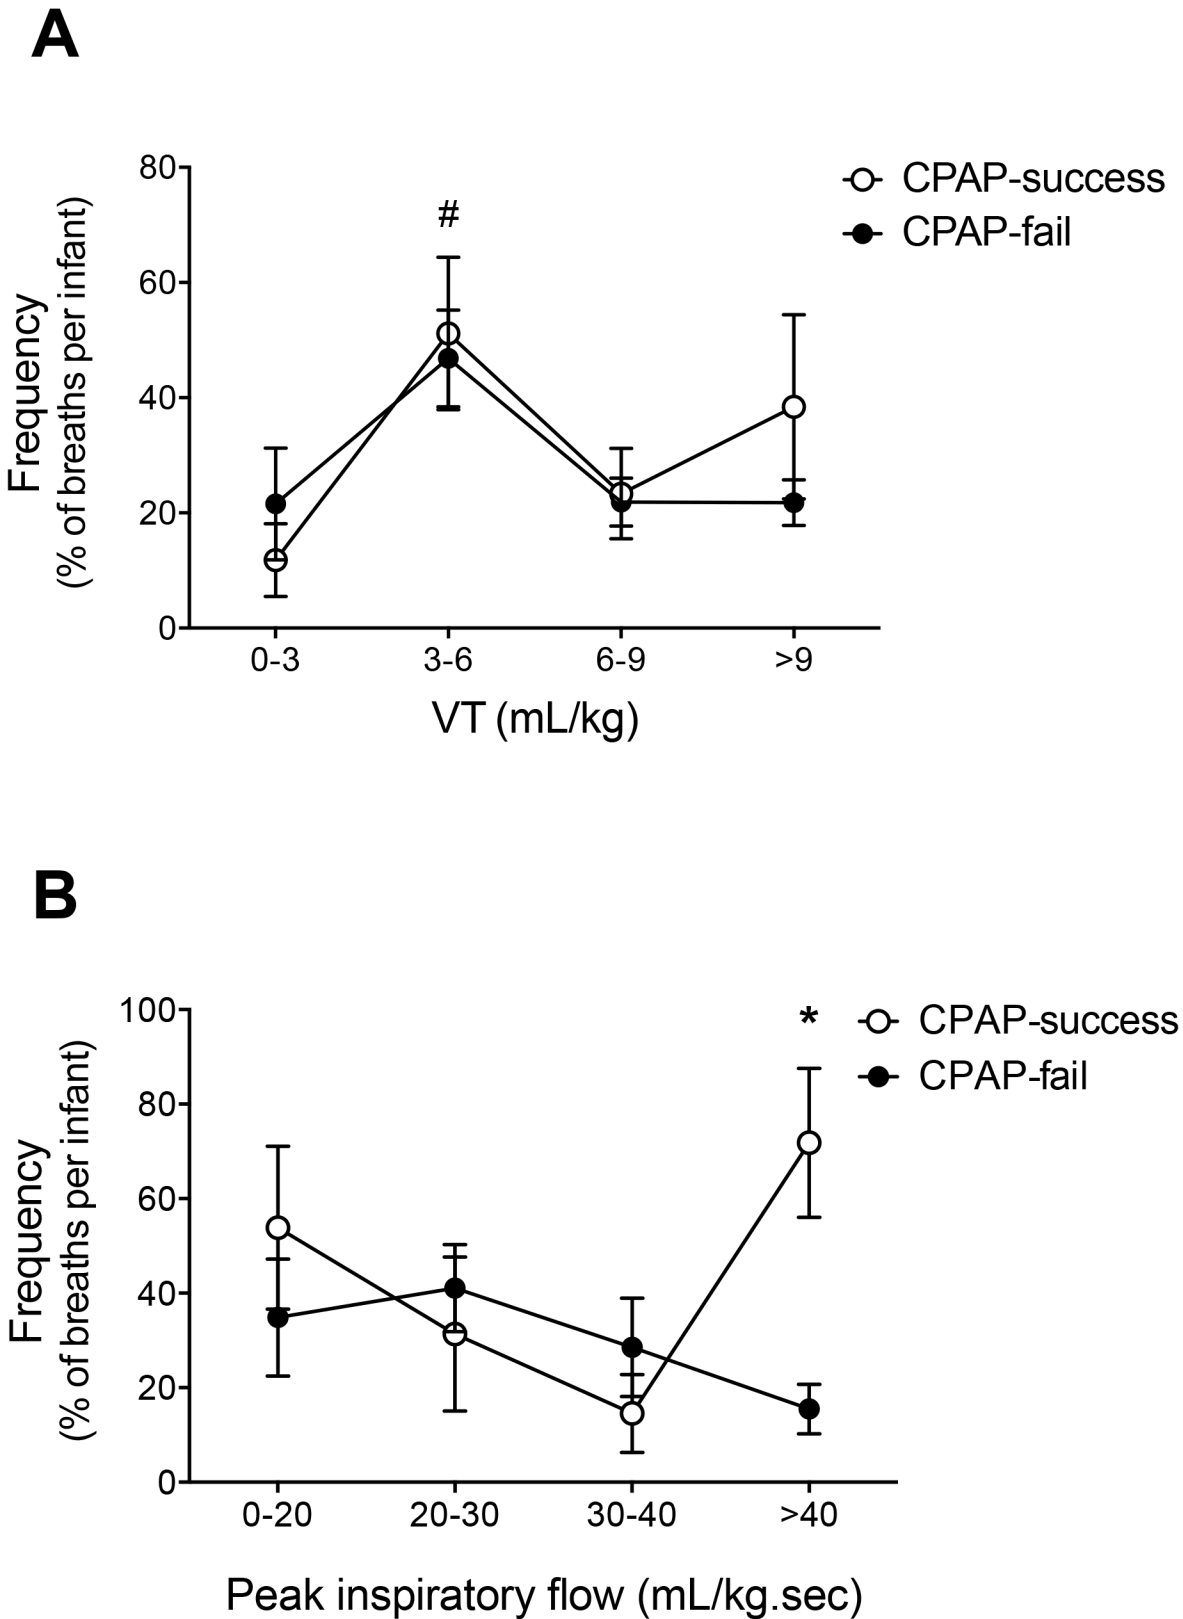 A
80
60
40
20
0
Frequency
(% of breaths per infant)
#
CPAP-success
CPAP-fail
0-3 3-6 6-9 >9
VT (mL/kg)
B
100
80
60
40
20
0
Frequency
(% of breaths per infant)
*
CPAP-success
CPAP-fail
0-20 20-30 30-40 >40
Peak inspiratory flow (mL/kg.sec)